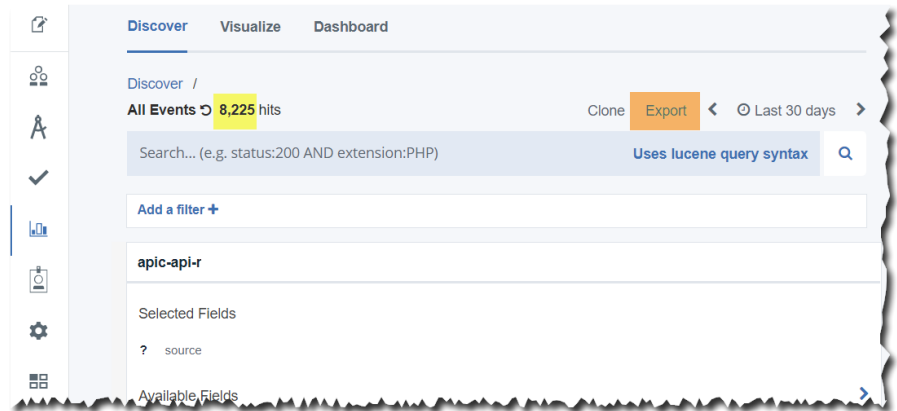 Discover Visualize Dashboard
Discover /
All Events 8,225 hits
Clone Export Last 30 days
Search... (e.g. status:200 AND extension:PHP) Uses lucene query syntax
Add a filter +
apic-api-r
Selected Fields
? source
Available Fields